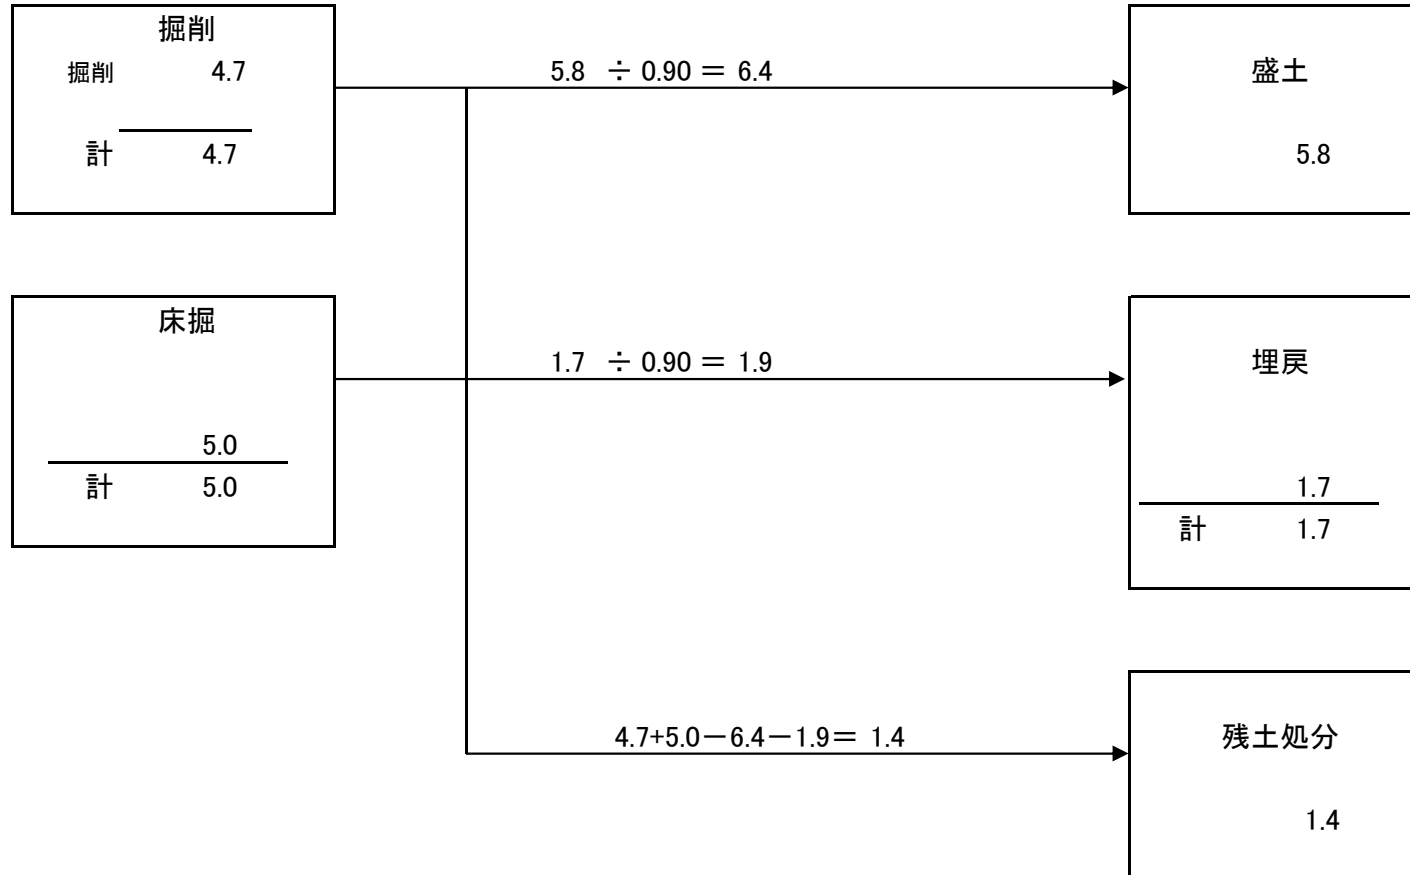 掘削
掘削 4.7
計 4.7
5.8 ÷ 0.90 = 6.4
盛土
5.8
床掘
5.0
計 5.0
1.7 ÷ 0.90 = 1.9
埋戻
1.7
計 1.7
4.7+5.0-6.4-1.9= 1.4
残土処分
1.4